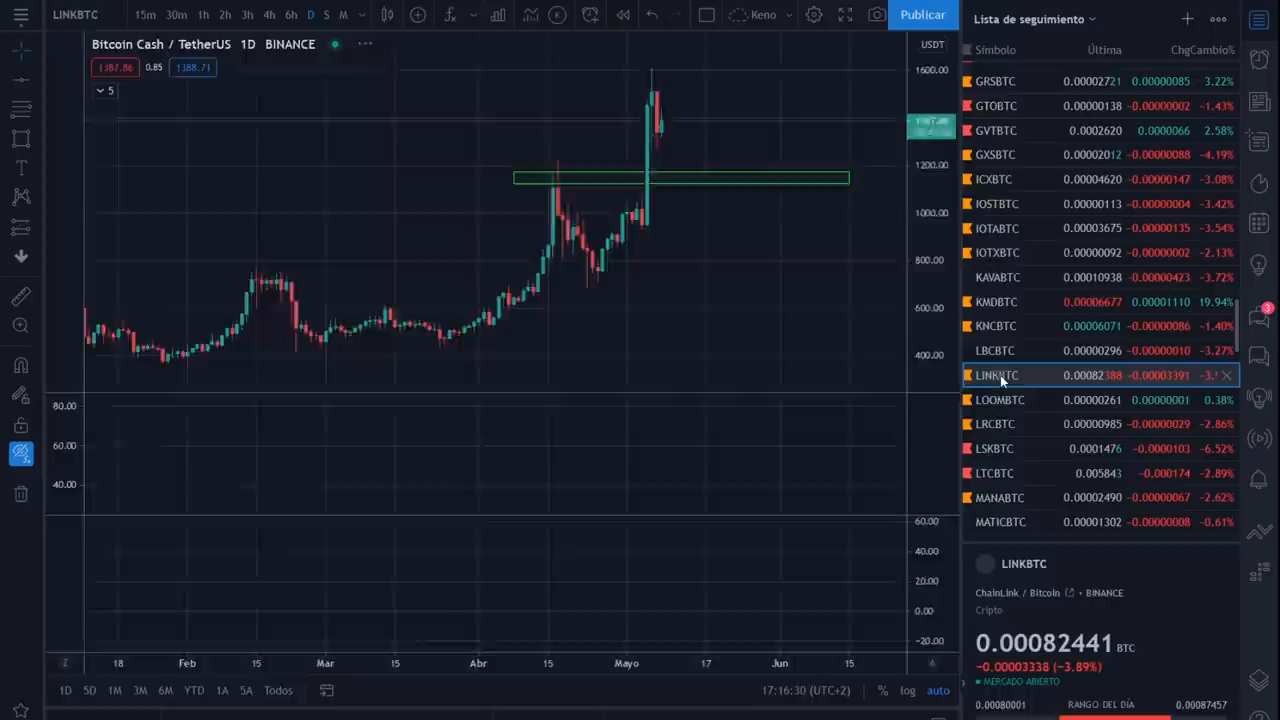 LINKBTC 15m 30m 1h 2h 3h 4h 6h D S M Keno Publicar
Bitcoin Cash / TetherUS 1D BINANCE
1387.86 0.85 1388.71
5
USDT
1600.00
1200.00
1000.00
800.00
600.00
400.00
80.00
60.00
40.00
60.00
40.00
20.00
0.00
-20.00
18 Feb 15 Mar 15 Abr 15 Mayo 17 Jun 15
1D 5D 1M 3M 6M YTD 1A 5A Todos 17:16:30 (UTC+2) % log auto
Lista de seguimiento
Símbolo Última Chg Cambio%
GRSBTC 0.00002721 0.00000085 3.22%
GTOBTC 0.00000138 -0.00000002 -1.43%
GVTBTC 0.0002620 0.0000066 2.58%
GXSBTC 0.00002012 -0.00000088 -4.19%
ICXBTC 0.00004620 -0.00000147 -3.08%
IOSTBTC 0.00000113 -0.00000004 -3.42%
IOTABTC 0.00003675 -0.00000135 -3.54%
IOTXBTC 0.00000092 -0.00000002 -2.13%
KAVABTC 0.00010938 -0.00000423 -3.72%
KMDBTC 0.00006677 0.00001110 19.94%
KNCBTC 0.00006071 -0.00000086 -1.40%
LBCBTC 0.00000296 -0.00000010 -3.27%
LINKBTC 0.00082388 -0.00003391
LOOMBTC 0.00000261 0.00000001 0.38%
LRCBTC 0.00000985 -0.00000029 -2.86%
LSKBTC 0.0001476 -0.0000103 -6.52%
LTCBTC 0.005843 -0.000174 -2.89%
MANABTC 0.00002490 -0.00000067 -2.62%
MATICBTC 0.00001302 -0.00000008 -0.61%
3
LINKBTC
ChainLink / Bitcoin • BINANCE
Cripto
0.00082441 BTC
-0.00003338 (-3.89%)
MERCADO ABIERTO
0.00080001 RANGO DEL DÍA 0.00087457